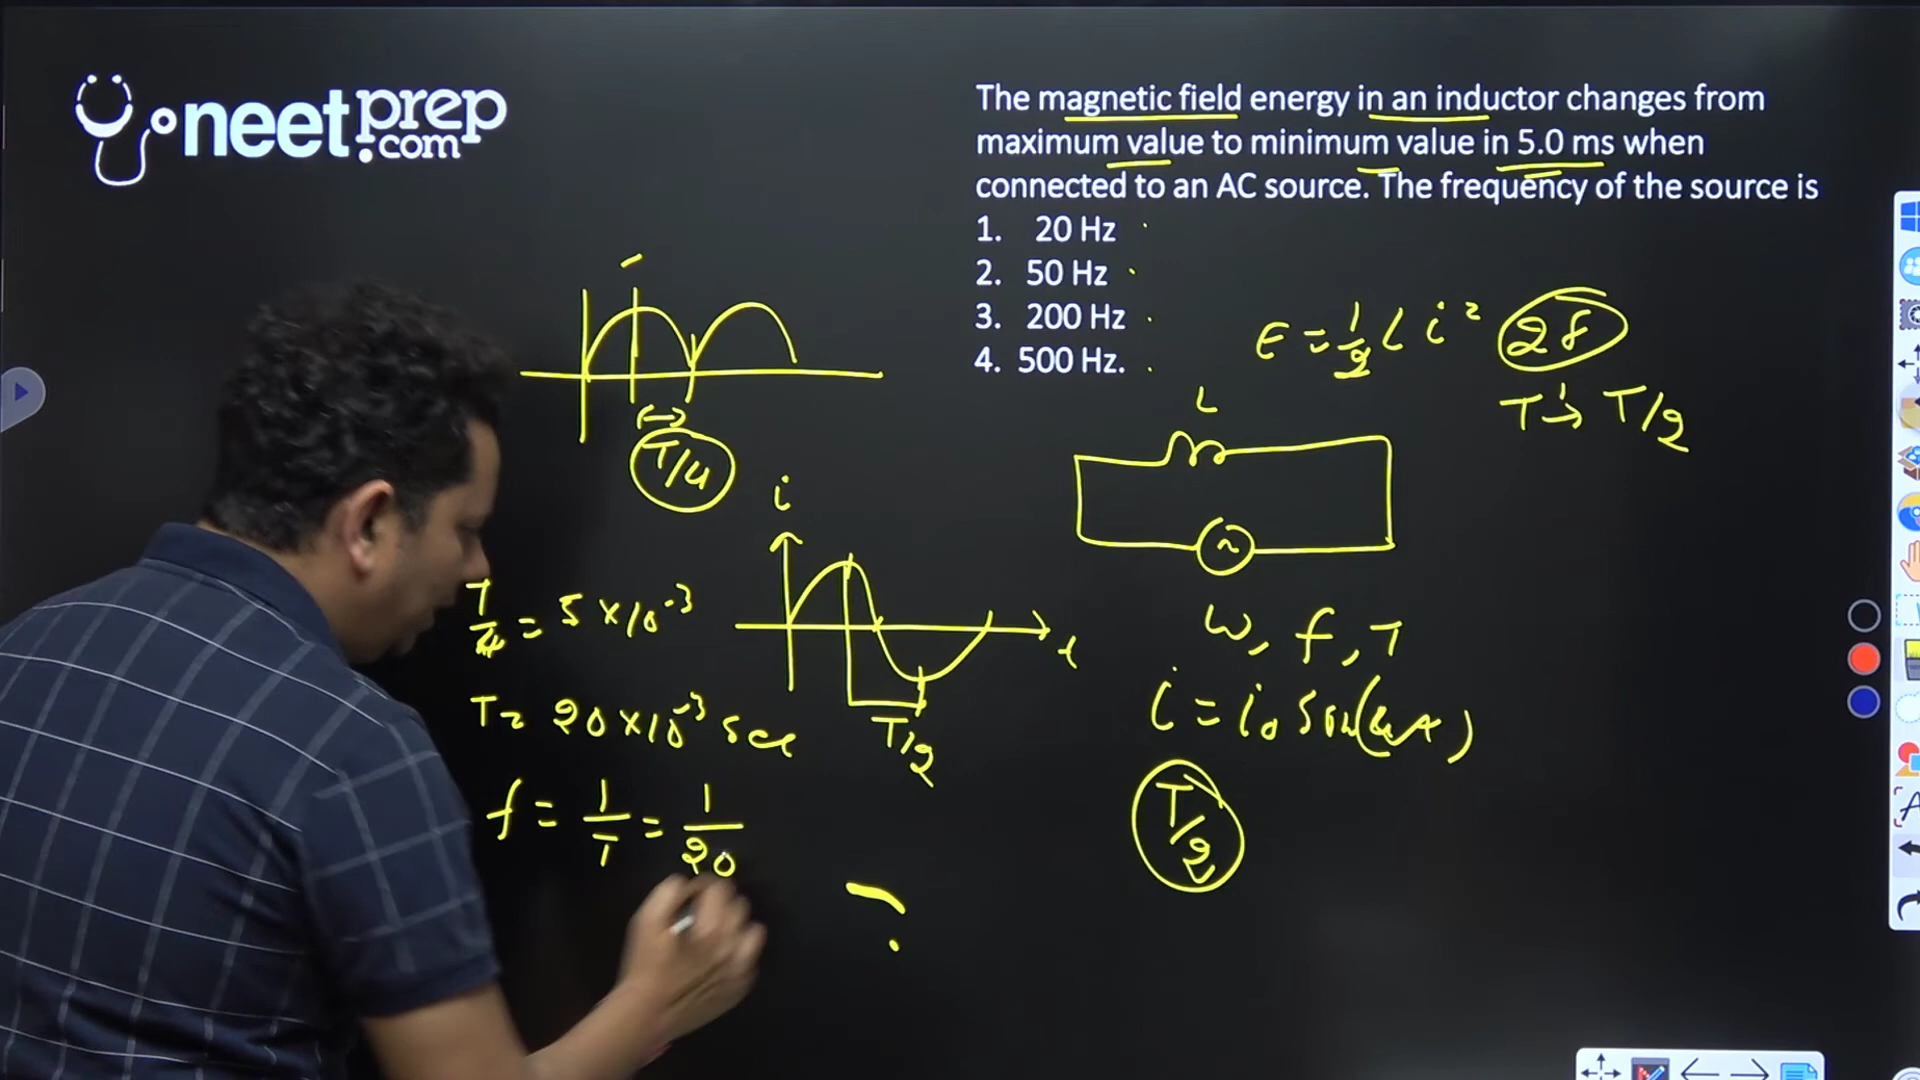 neetprep
.com
The magnetic field energy in an inductor changes from
maximum value to minimum value in 5.0 ms when
connected to an AC source. The frequency of the source is
1. 20 Hz
2. 50 Hz
3. 200 Hz
4. 500 Hz.
E = 1/2 L i² 2f
T → T/2
T/4
L
i
t
T/2
ω, f, T
i = i₀ sin(
T/2
T/4 = 5 × 10⁻³
T = 20 × 10⁻³ sec
f = 1/T = 1/20